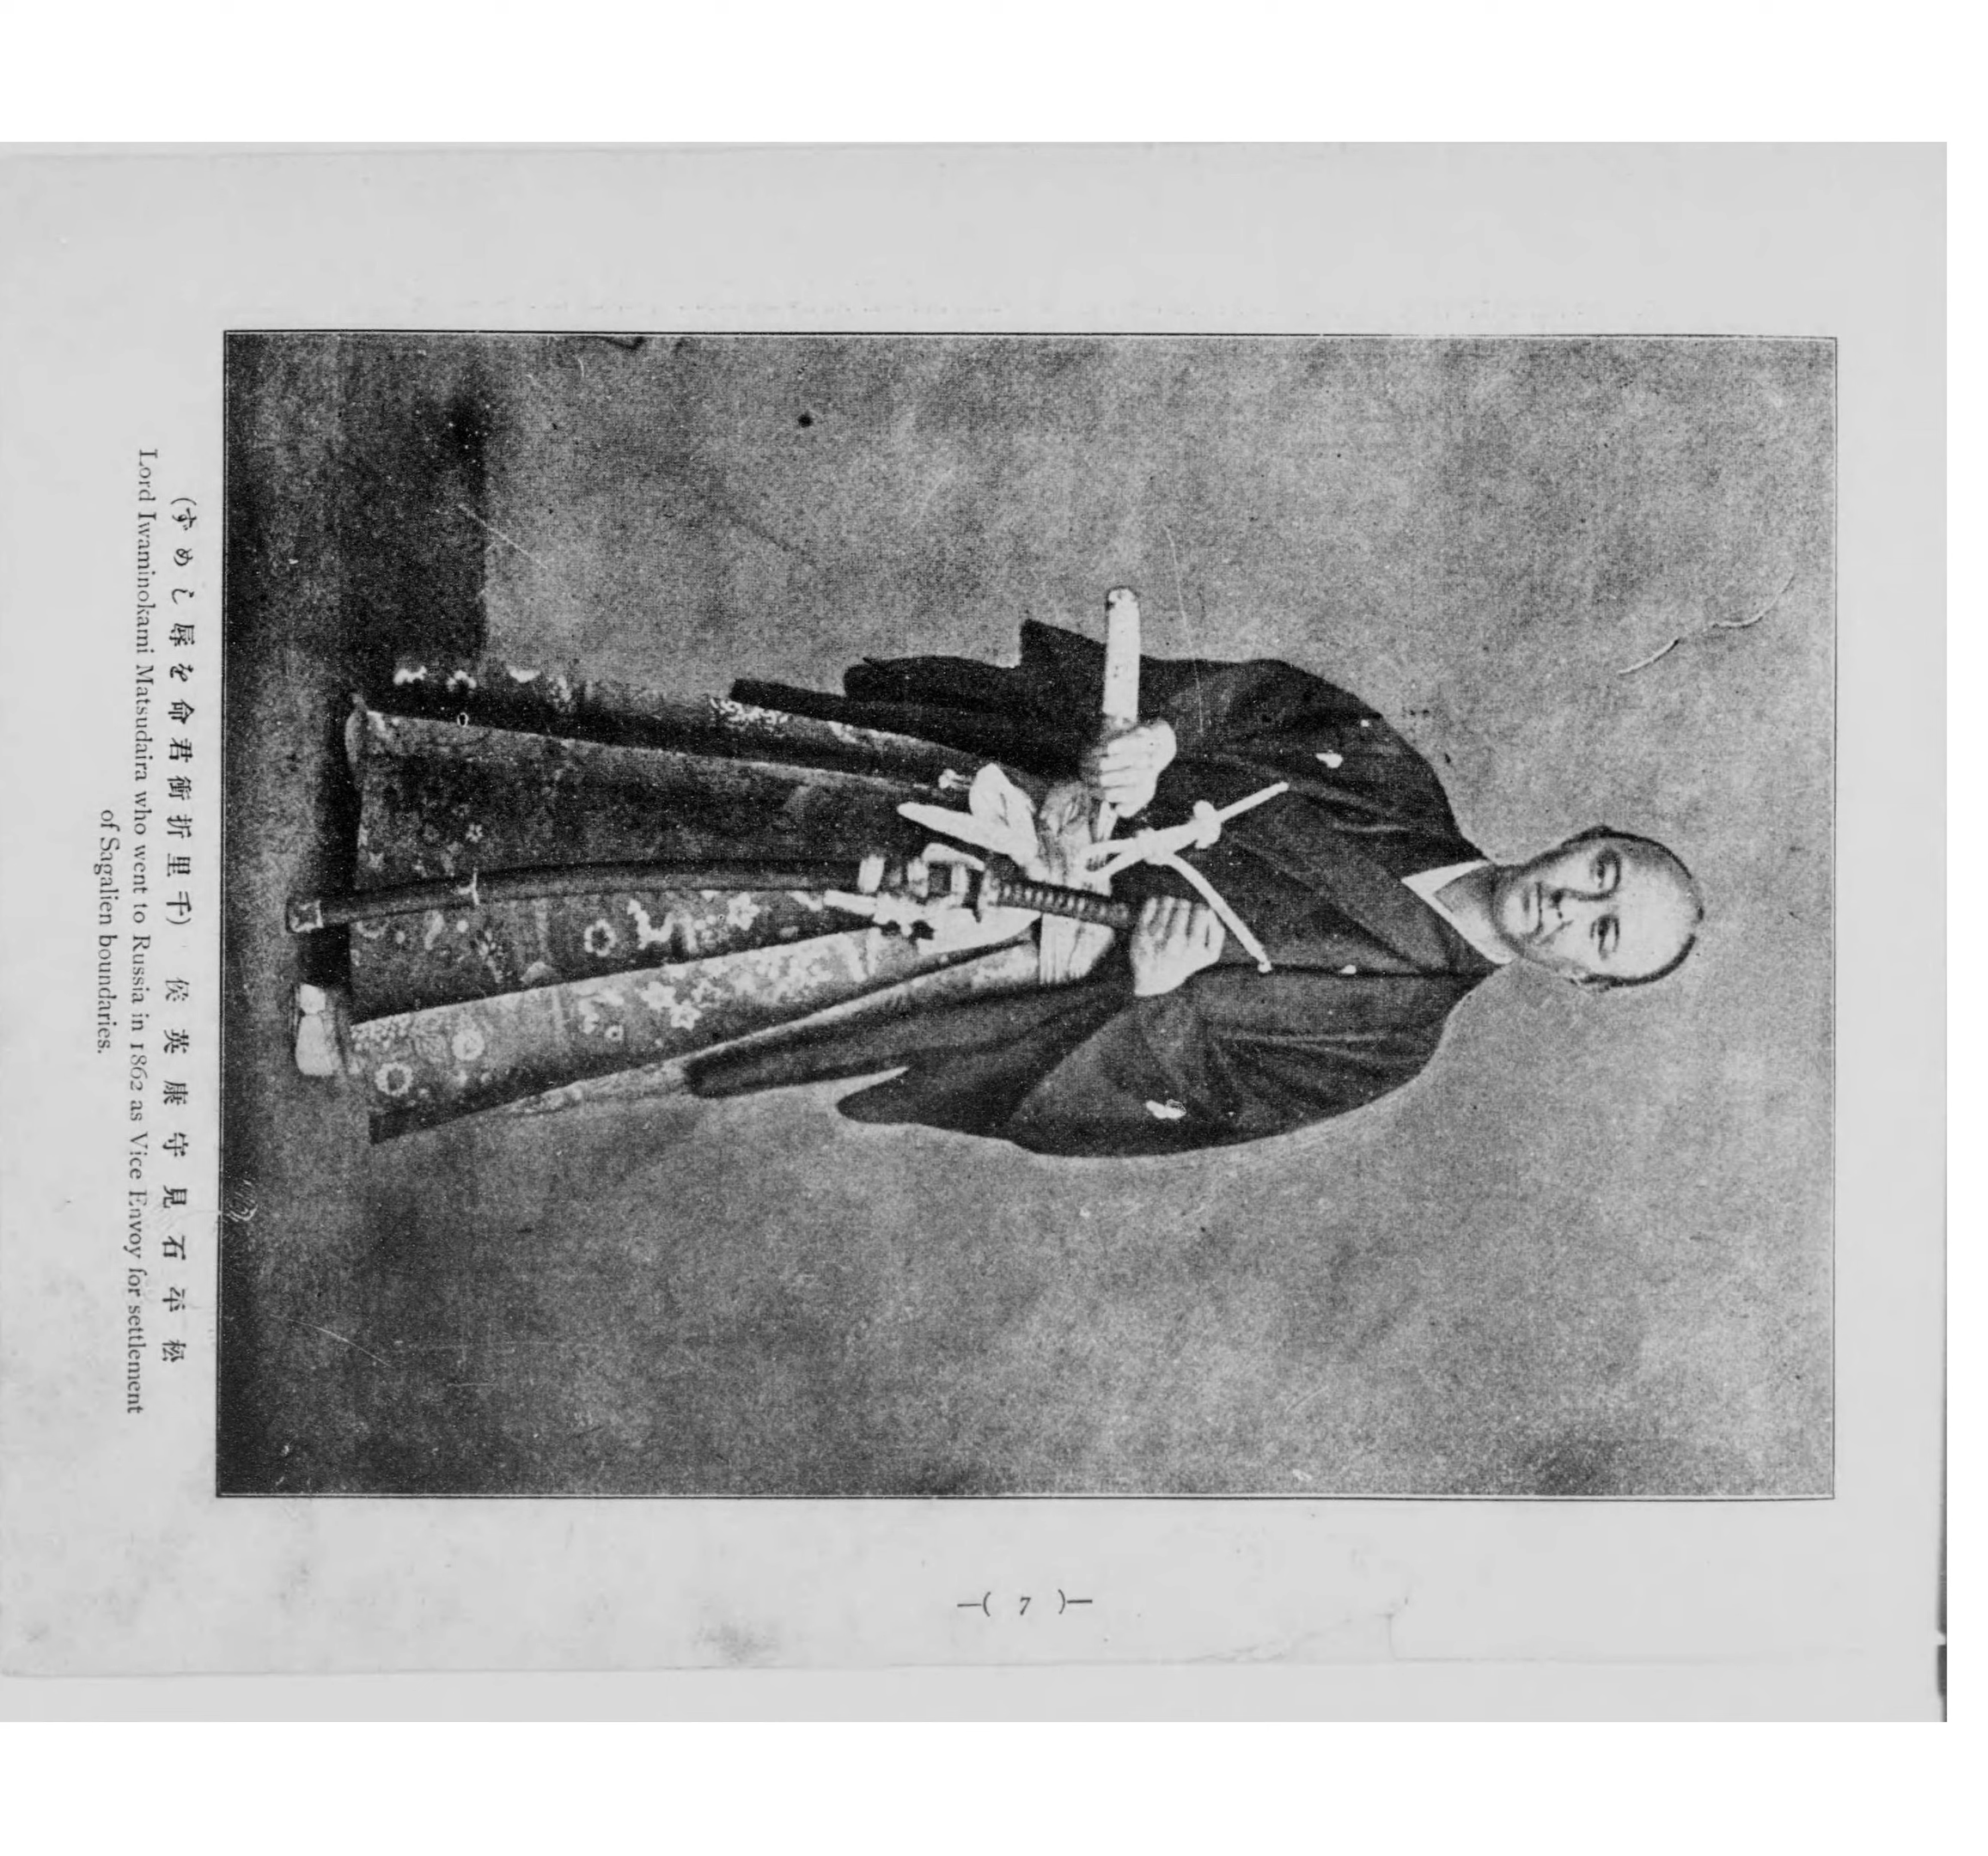 松平石見守康英侯 (千里折衝君命を辱しめず)
Lord Iwaminokami Matsudaira who went to Russia in 1862 as Vice Envoy for settlement
of Sagalien boundaries.
—( 7 )—